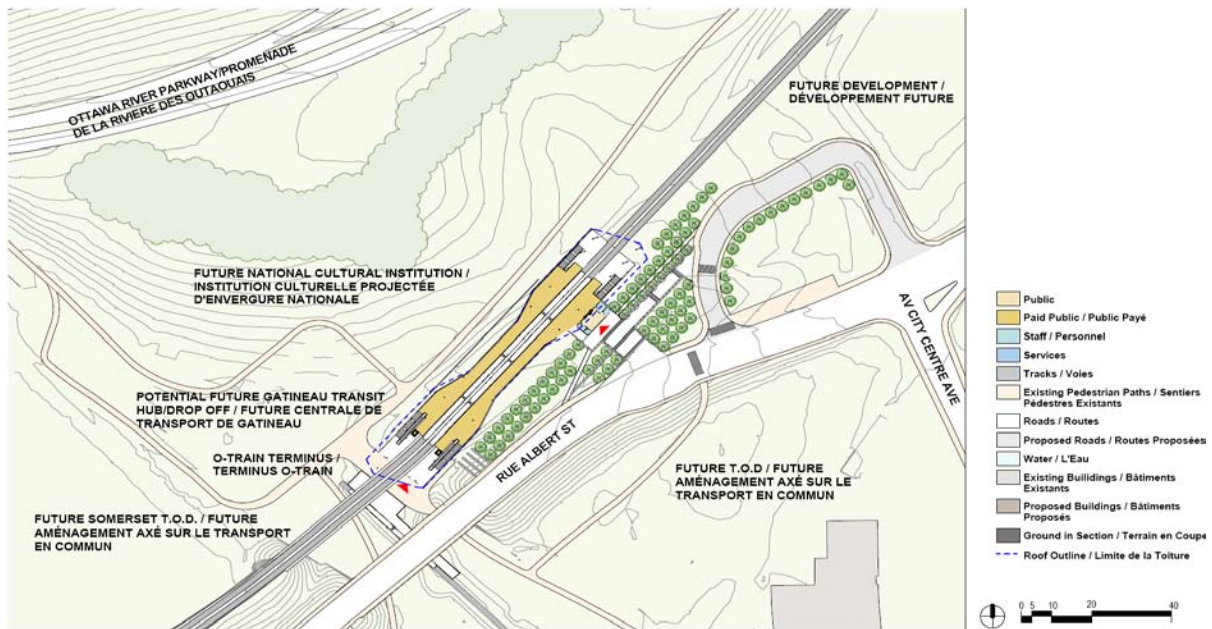 OTTAWA RIVER PARKWAY/PROMENADE
DE LA RIVIERE DES OUTAOUAIS
FUTURE DEVELOPMENT /
DÉVELOPPEMENT FUTURE
FUTURE NATIONAL CULTURAL INSTITUTION /
INSTITUTION CULTURELLE PROJECTÉE
D'ENVERGURE NATIONALE
POTENTIAL FUTURE GATINEAU TRANSIT
HUB/DROP OFF / FUTURE CENTRALE DE
TRANSPORT DE GATINEAU
O-TRAIN TERMINUS /
TERMINUS O-TRAIN
FUTURE SOMERSET T.O.D. / FUTURE
AMÉNAGEMENT AXÉ SUR LE TRANSPORT
EN COMMUN
RUE ALBERT ST
FUTURE T.O.D / FUTURE
AMÉNAGEMENT AXÉ SUR LE
TRANSPORT EN COMMUN
AV CITY CENTRE AVE
Public
Paid Public / Public Payé
Staff / Personnel
Services
Tracks / Voies
Existing Pedestrian Paths / Sentiers
Pédestres Existants
Roads / Routes
Proposed Roads / Routes Proposées
Water / L'Eau
Existing Buildings / Bâtiments
Existants
Proposed Buildings / Bâtiments
Proposés
Ground in Section / Terrain en Coupe
Roof Outline / Limite de la Toiture
0 5 10 20 40